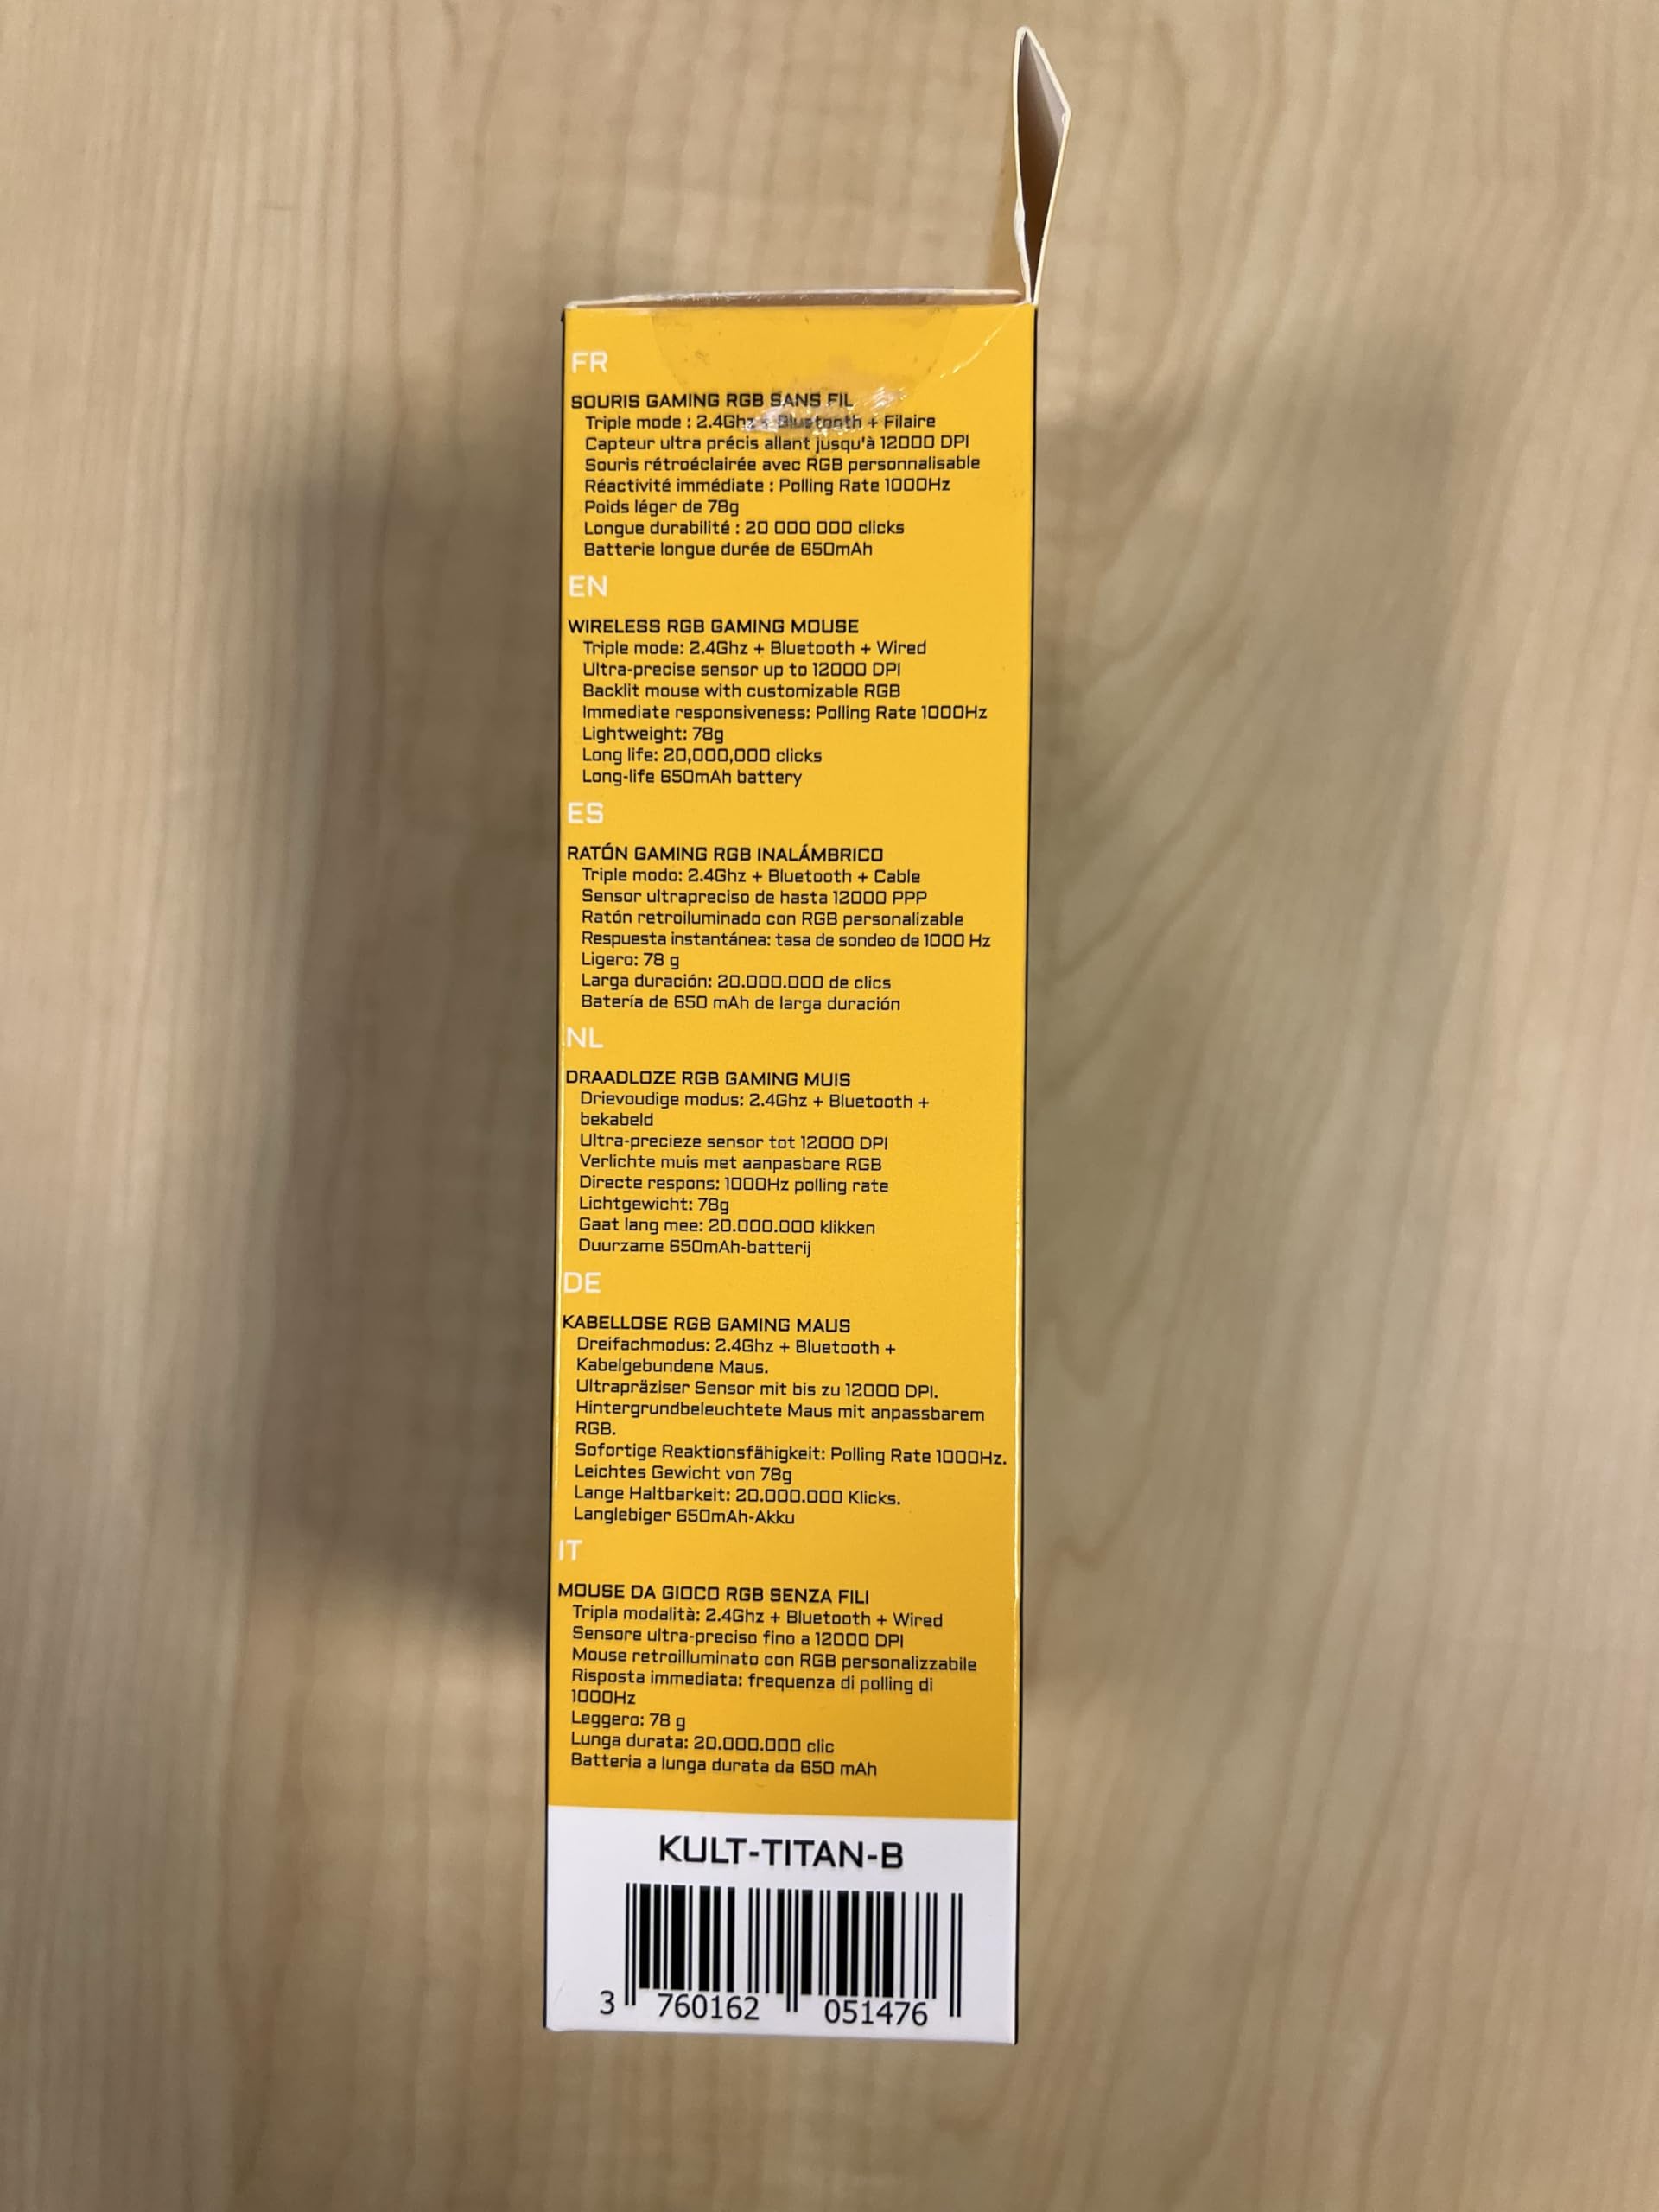 FR
SOURIS GAMING RGB SANS FIL
Triple mode : 2.4Ghz + Bluetooth + Filaire
Capteur ultra précis allant jusqu'à 12000 DPI
Souris rétroéclairée avec RGB personnalisable
Réactivité immédiate : Polling Rate 1000Hz
Poids léger de 78g
Longue durabilité : 20 000 000 clicks
Batterie longue durée de 650mAh
EN
WIRELESS RGB GAMING MOUSE
Triple mode: 2.4Ghz + Bluetooth + Wired
Ultra-precise sensor up to 12000 DPI
Backlit mouse with customizable RGB
Immediate responsiveness: Polling Rate 1000Hz
Lightweight: 78g
Long life: 20,000,000 clicks
Long-life 650mAh battery
ES
RATÓN GAMING RGB INALÁMBRICO
Triple modo: 2.4Ghz + Bluetooth + Cable
Sensor ultrapreciso de hasta 12000 PPP
Ratón retroiluminado con RGB personalizable
Respuesta instantánea: tasa de sondeo de 1000 Hz
Ligero: 78 g
Larga duración: 20.000.000 de clics
Batería de 650 mAh de larga duración
NL
DRAADLOZE RGB GAMING MUIS
Drievoudige modus: 2.4Ghz + Bluetooth +
bekabeld
Ultra-precieze sensor tot 12000 DPI
Verlichte muis met aanpasbare RGB
Directe respons: 1000Hz polling rate
Lichtgewicht: 78g
Gaat lang mee: 20.000.000 klikken
Duurzame 650mAh-batterij
DE
KABELLOSE RGB GAMING MAUS
Dreifachmodus: 2.4Ghz + Bluetooth +
Kabelgebundene Maus.
Ultrapräziser Sensor mit bis zu 12000 DPI.
Hintergrundbeleuchtete Maus mit anpassbarem
RGB.
Sofortige Reaktionsfähigkeit: Polling Rate 1000Hz.
Leichtes Gewicht von 78g
Lange Haltbarkeit: 20.000.000 Klicks.
Langlebiger 650mAh-Akku
IT
MOUSE DA GIOCO RGB SENZA FILI
Tripla modalità: 2.4Ghz + Bluetooth + Wired
Sensore ultra-preciso fino a 12000 DPI
Mouse retroilluminato con RGB personalizzabile
Risposta immediata: frequenza di polling di
1000Hz
Leggero: 78 g
Lunga durata: 20.000.000 clic
Batteria a lunga durata da 650 mAh
KULT-TITAN-B
3 760162 051476